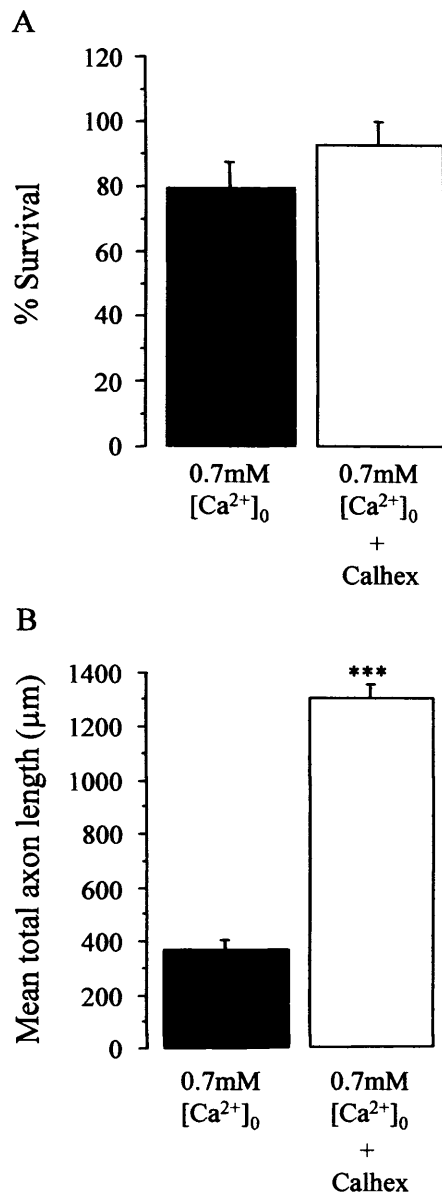 A
120
100
80
60
40
20
0
% Survival
0.7mM
[Ca²⁺]₀
0.7mM
[Ca²⁺]₀
+
Calhex
B
1400
1200
1000
800
600
400
200
0
Mean total axon length (µm)
***
0.7mM
[Ca²⁺]₀
0.7mM
[Ca²⁺]₀
+
Calhex